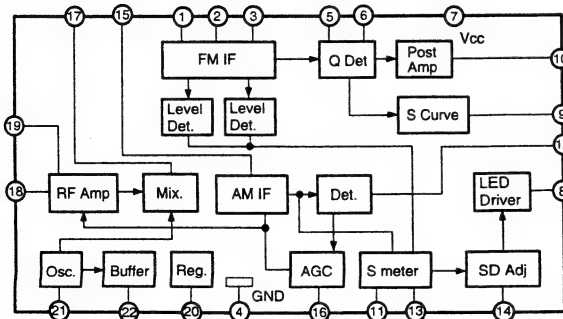 17 15 1 2 3 5 6 7
Vcc
FM IF
Q Det
Post
Amp
10
Level
Det.
Level
Det.
S Curve
9
19
18
RF Amp
Mix.
AM IF
Det.
LED
Driver
8
Osc.
Buffer
Reg.
GND
AGC
S meter
SD Adj
21 22 20 4 16 11 13 14